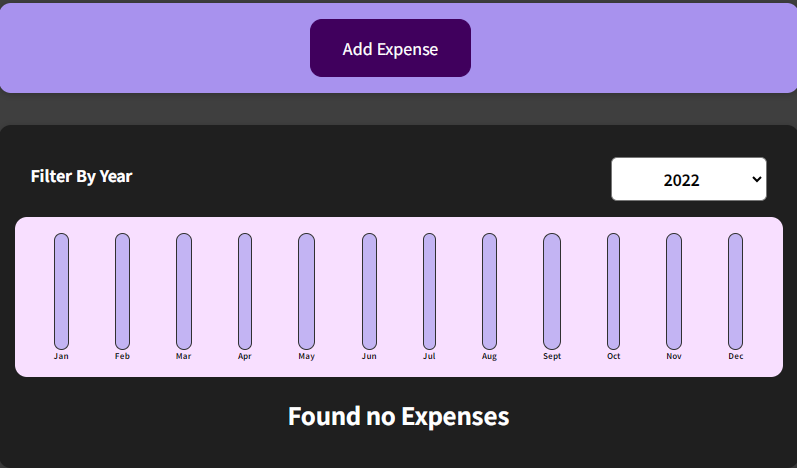 Add Expense
Filter By Year
2022
Jan Feb Mar Apr May Jun Jul Aug Sept Oct Nov Dec
Found no Expenses